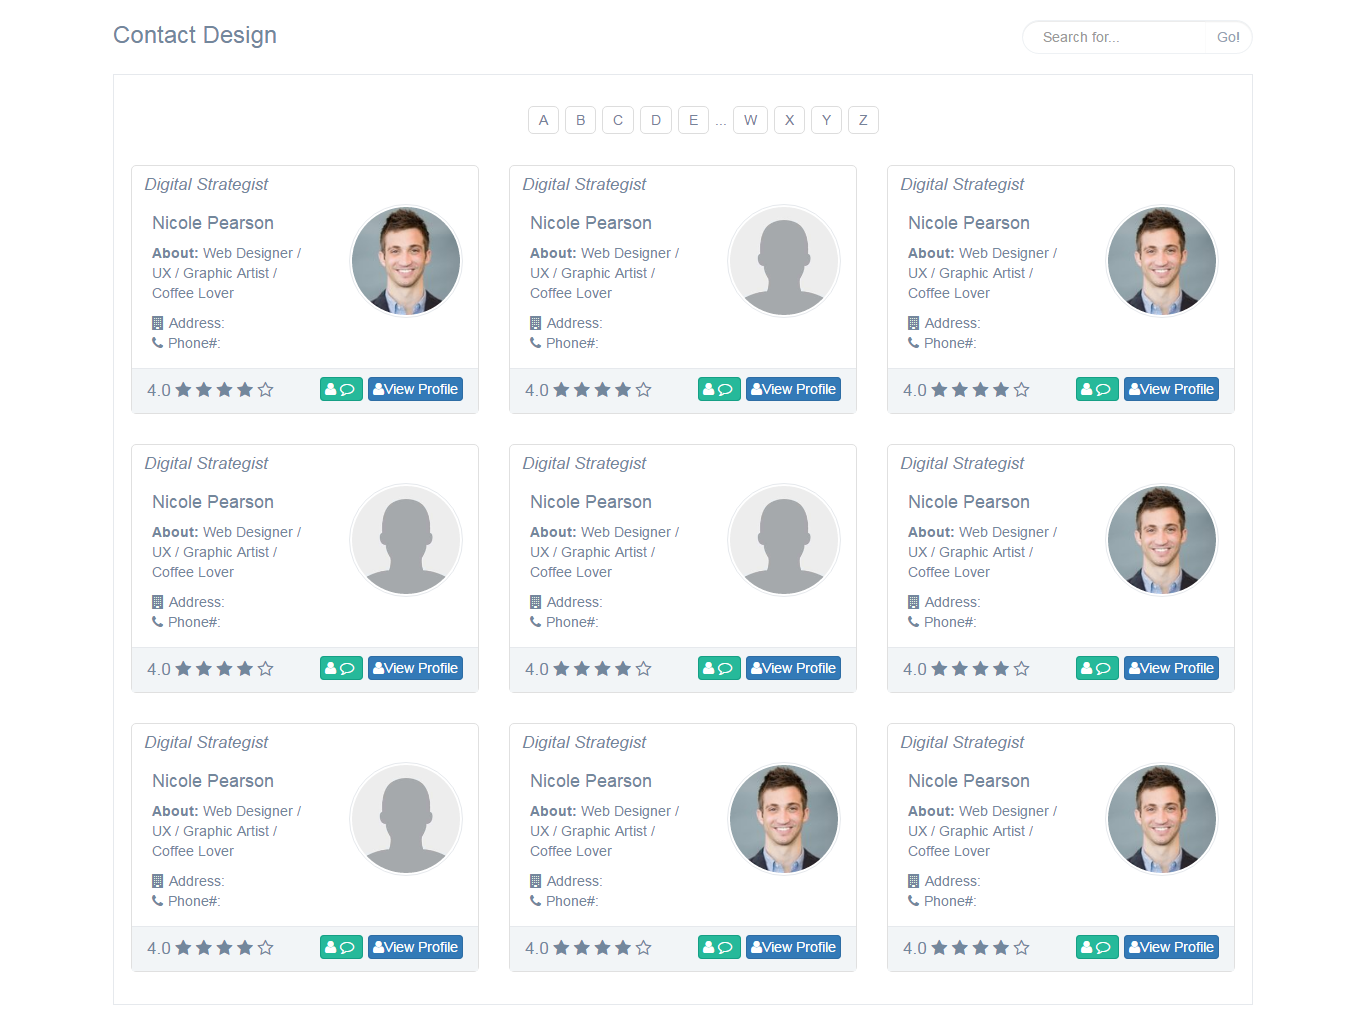 Contact Design
Search for... Go!
A B C D E ... W X Y Z
Digital Strategist
Nicole Pearson
About: Web Designer /
UX / Graphic Artist /
Coffee Lover
Address:
Phone#:
4.0 View Profile
Digital Strategist
Nicole Pearson
About: Web Designer /
UX / Graphic Artist /
Coffee Lover
Address:
Phone#:
4.0 View Profile
Digital Strategist
Nicole Pearson
About: Web Designer /
UX / Graphic Artist /
Coffee Lover
Address:
Phone#:
4.0 View Profile
Digital Strategist
Nicole Pearson
About: Web Designer /
UX / Graphic Artist /
Coffee Lover
Address:
Phone#:
4.0 View Profile
Digital Strategist
Nicole Pearson
About: Web Designer /
UX / Graphic Artist /
Coffee Lover
Address:
Phone#:
4.0 View Profile
Digital Strategist
Nicole Pearson
About: Web Designer /
UX / Graphic Artist /
Coffee Lover
Address:
Phone#:
4.0 View Profile
Digital Strategist
Nicole Pearson
About: Web Designer /
UX / Graphic Artist /
Coffee Lover
Address:
Phone#:
4.0 View Profile
Digital Strategist
Nicole Pearson
About: Web Designer /
UX / Graphic Artist /
Coffee Lover
Address:
Phone#:
4.0 View Profile
Digital Strategist
Nicole Pearson
About: Web Designer /
UX / Graphic Artist /
Coffee Lover
Address:
Phone#:
4.0 View Profile